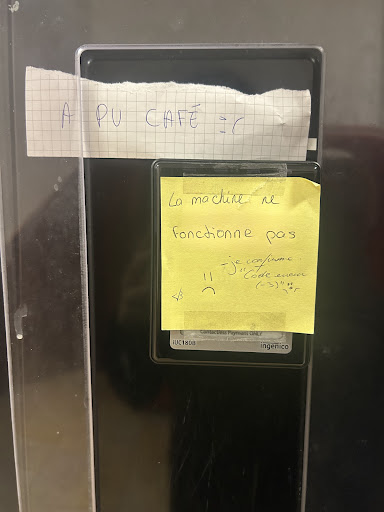 A PU CAFÉ :(
La machine ne
fonctionne pas
- je confirme
"Code erreur
(-3)" :(
:(
Contactless Payment ONLY
iUC180B
ingenico